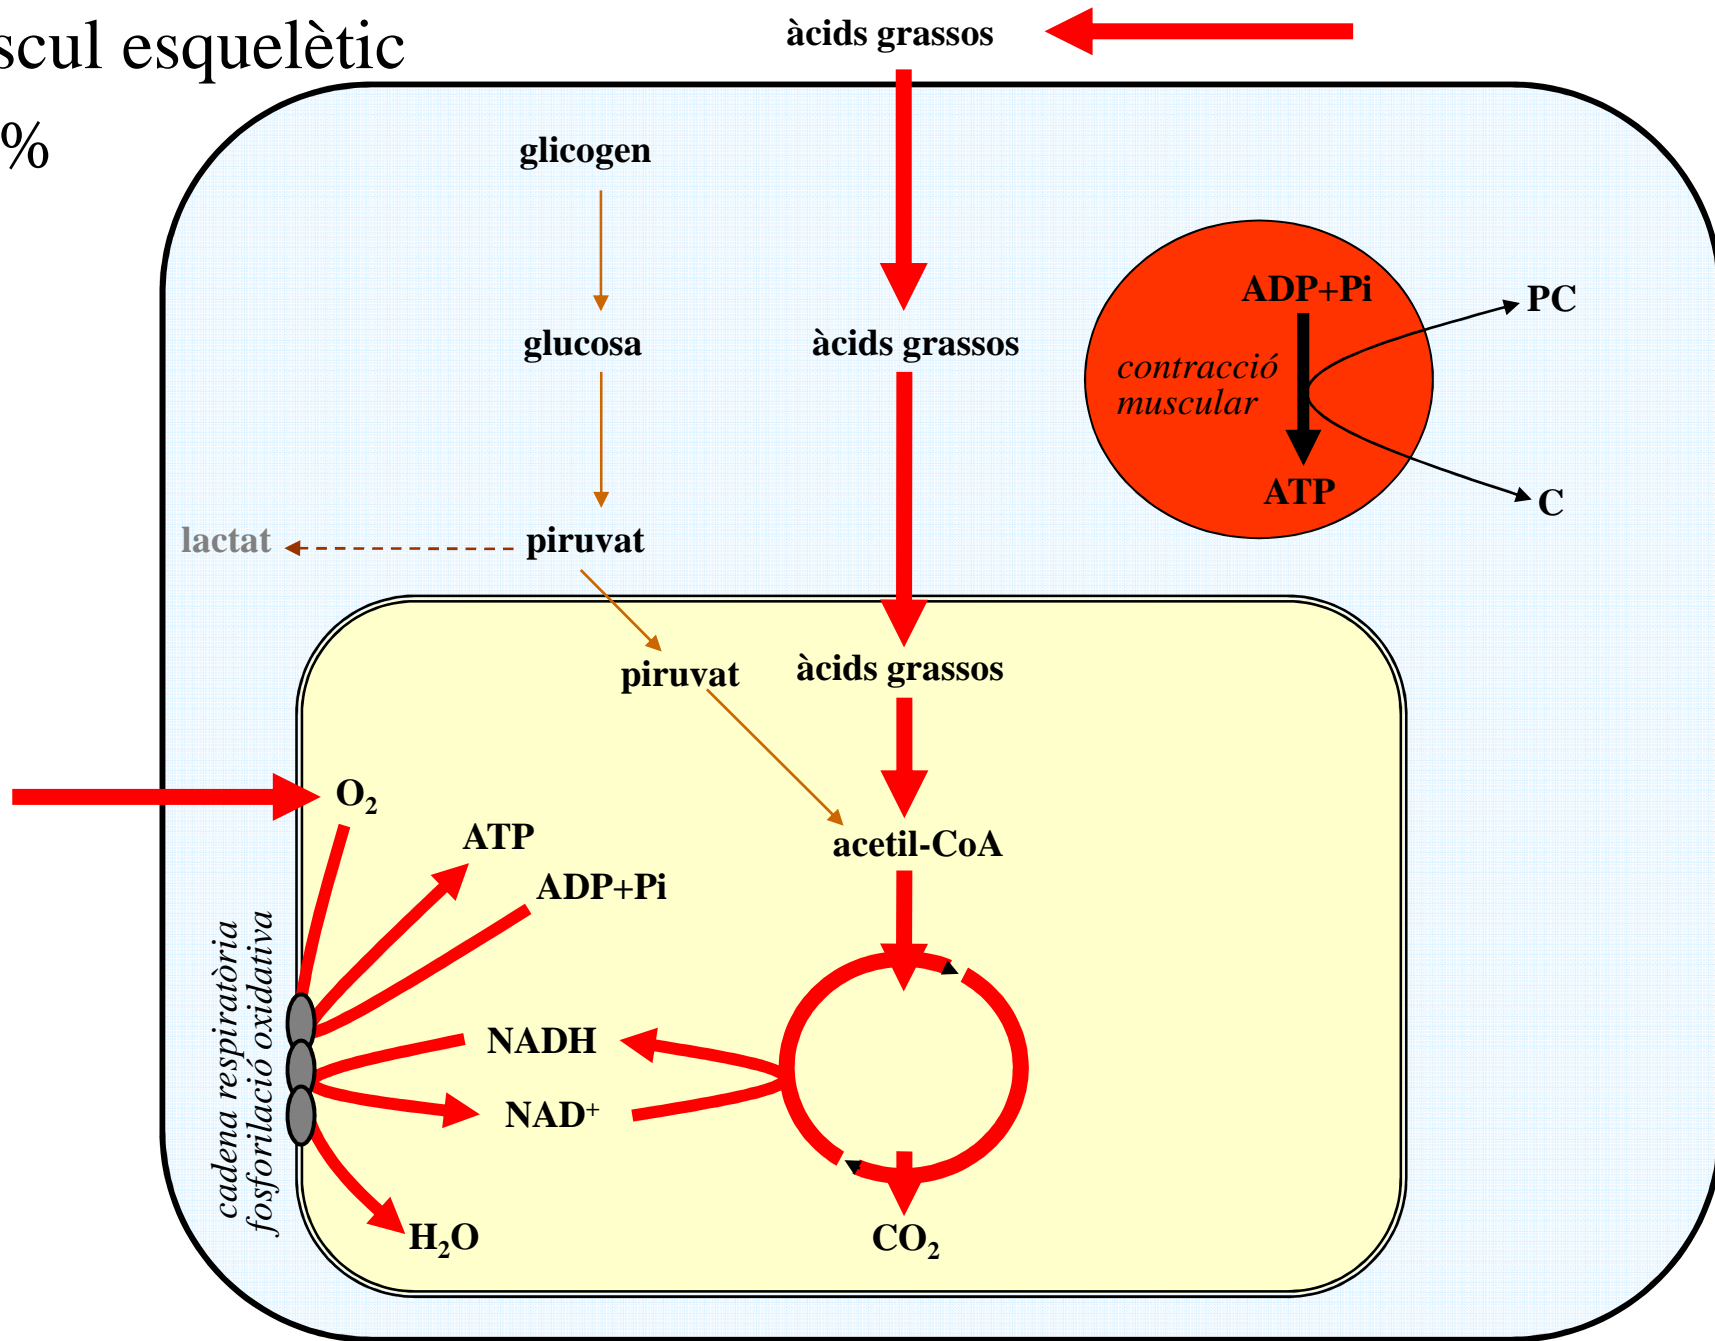 scul esquelètic
%
àcids grassos
glicogen
glucosa
àcids grassos
ADP+Pi
PC
contracció
muscular
ATP
C
lactat
piruvat
piruvat
àcids grassos
O₂
ATP
ADP+Pi
acetil-CoA
cadena respiratòria
fosforilació oxidativa
NADH
NAD⁺
H₂O
CO₂